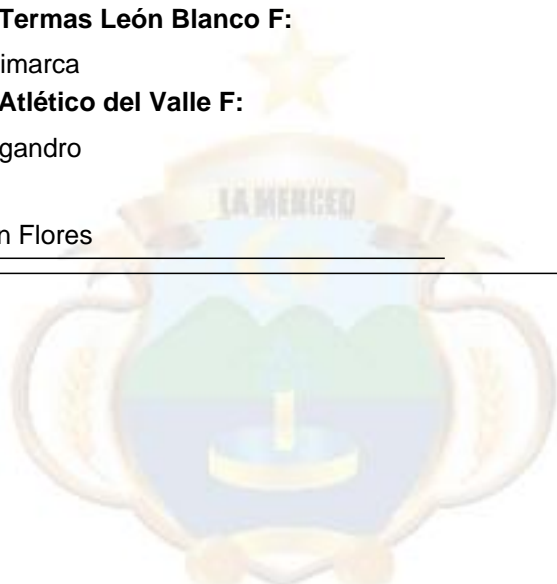 Termas León Blanco F:
imarca
Atlético del Valle F:
gandro
LA MERCED
n Flores